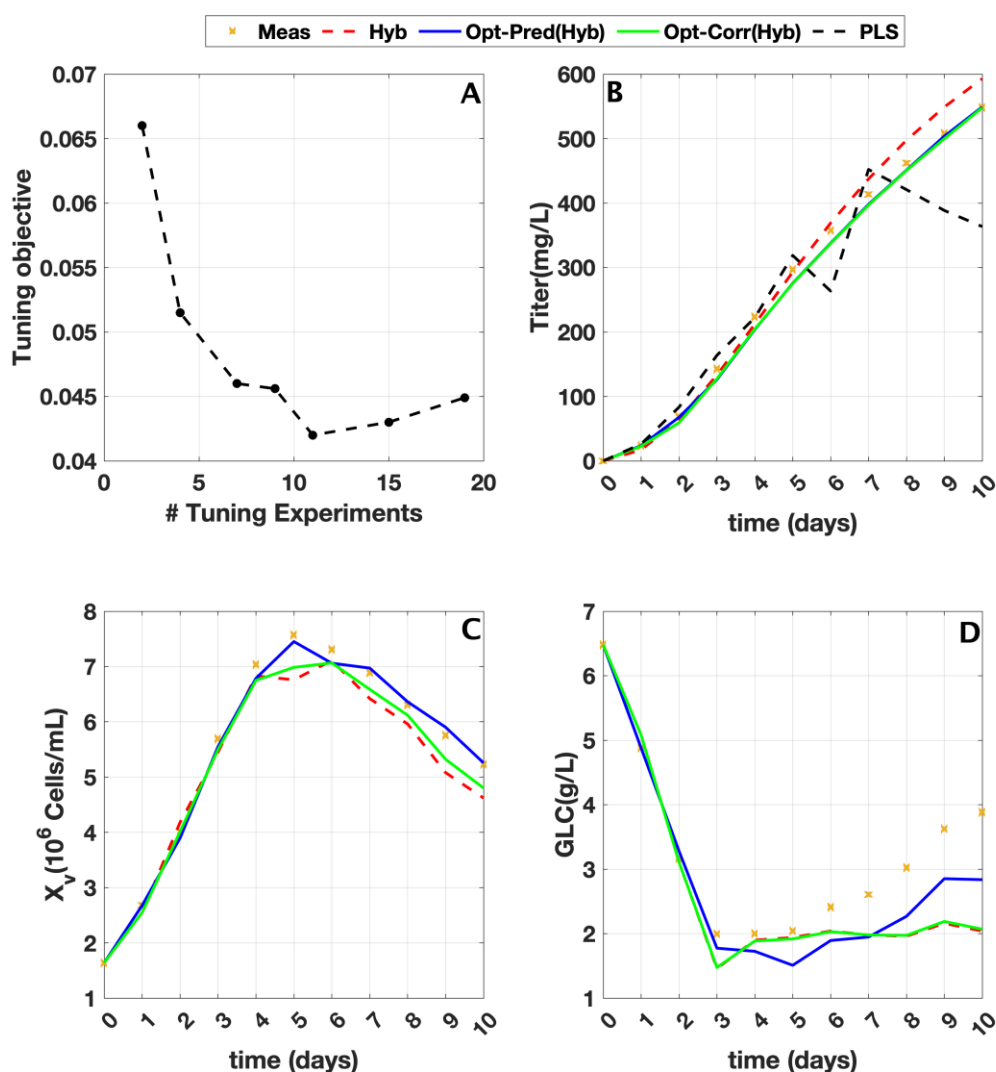 Meas Hyb Opt-Pred(Hyb) Opt-Corr(Hyb) PLS
A
Tuning objective
0.07
0.065
0.06
0.055
0.05
0.045
0.04
0 5 10 15 20
# Tuning Experiments
B
Titer(mg/L)
600
500
400
300
200
100
0
0 1 2 3 4 5 6 7 8 9 10
time (days)
C
X_v(10^6 Cells/mL)
8
7
6
5
4
3
2
1
0 1 2 3 4 5 6 7 8 9 10
time (days)
D
GLC(g/L)
7
6
5
4
3
2
1
0 1 2 3 4 5 6 7 8 9 10
time (days)